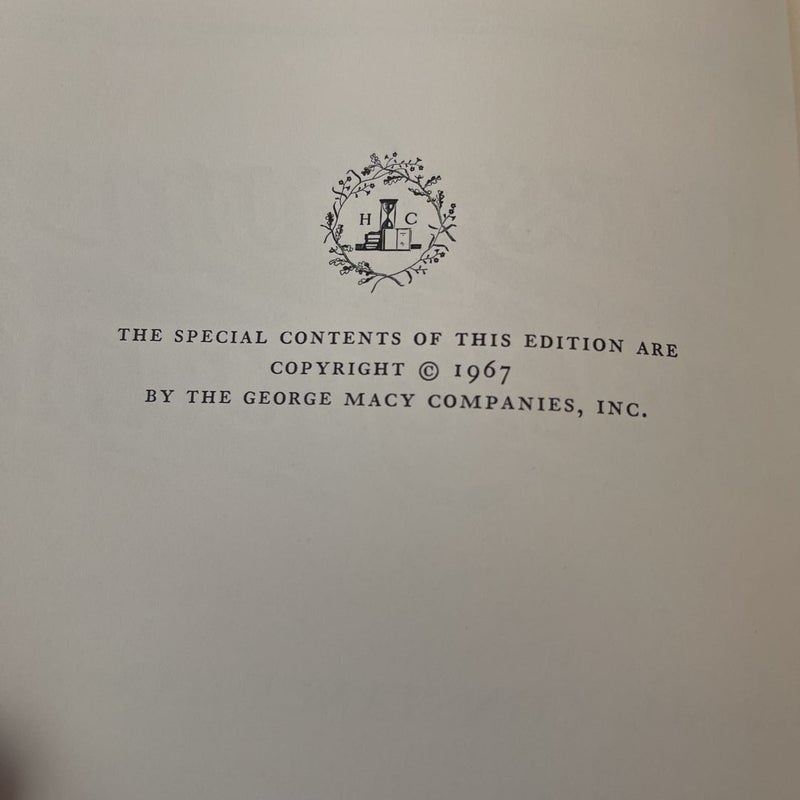 H C
THE SPECIAL CONTENTS OF THIS EDITION ARE
COPYRIGHT © 1967
BY THE GEORGE MACY COMPANIES, INC.